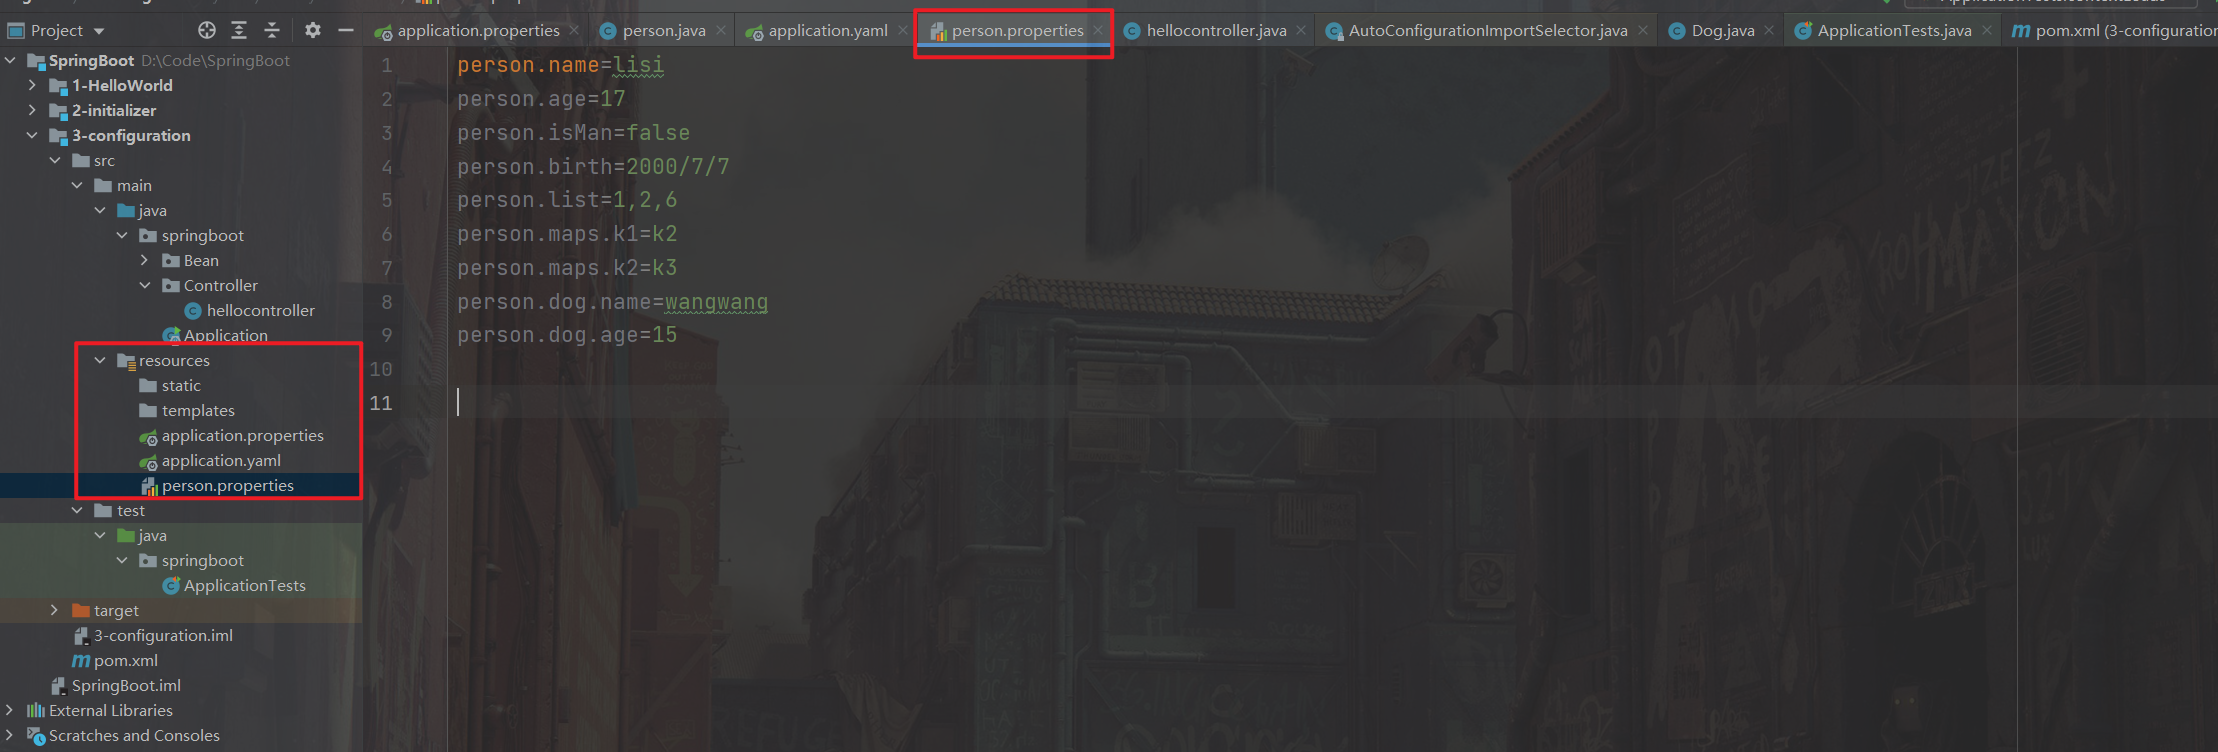 Project
application.properties
person.java
application.yaml
person.properties
hellocontroller.java
AutoConfigurationImportSelector.java
Dog.java
ApplicationTests.java
pom.xml (3-configuration
SpringBoot D:\Code\SpringBoot
1-HelloWorld
2-initializer
3-configuration
src
main
java
springboot
Bean
Controller
hellocontroller
Application
resources
static
templates
application.properties
application.yaml
person.properties
test
java
springboot
ApplicationTests
target
3-configuration.iml
pom.xml
SpringBoot.iml
External Libraries
Scratches and Consoles
1 person.name=lisi
2 person.age=17
3 person.isMan=false
4 person.birth=2000/7/7
5 person.list=1,2,6
6 person.maps.k1=k2
7 person.maps.k2=k3
8 person.dog.name=wangwang
9 person.dog.age=15
10
11